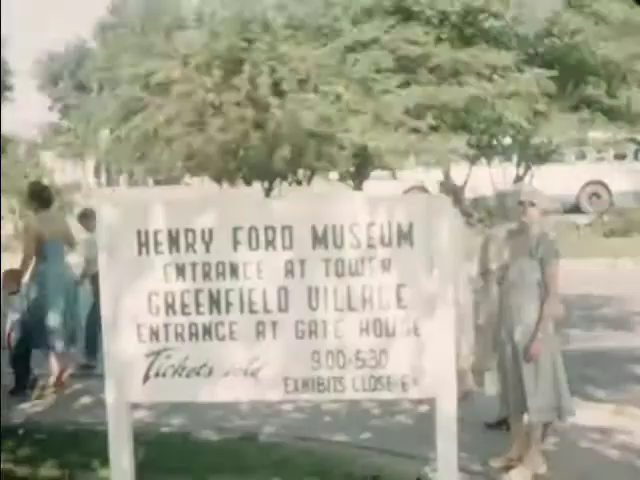 HENRY FORD MUSEUM
ENTRANCE AT TOWER
GREENFIELD VILLAGE
ENTRANCE AT GATE HOUSE
Tickets sold 9:00-5:30
EXHIBITS CLOSE 6